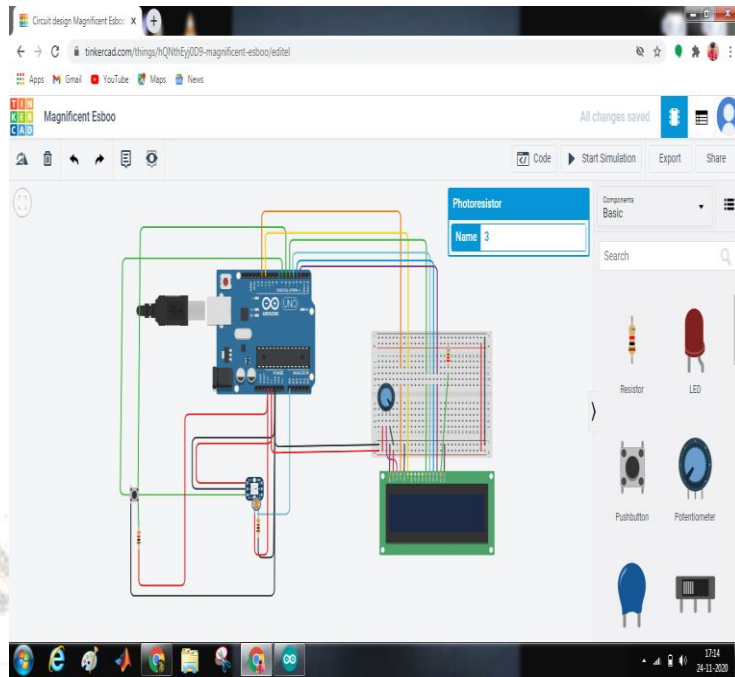 Circuit design Magnificent Esboo
tinkercad.com/things/hQNthEyj0D9-magnificent-esboo/editel
Apps
Gmail
YouTube
Maps
News
TIN
KER
CAD
Magnificent Esboo
All changes saved
Code
Start Simulation
Export
Share
Photoresistor
Name 3
Components
Basic
Search
UNO
ARDUINO
Resistor
LED
Pushbutton
Potentiometer
17:14
24-11-2020